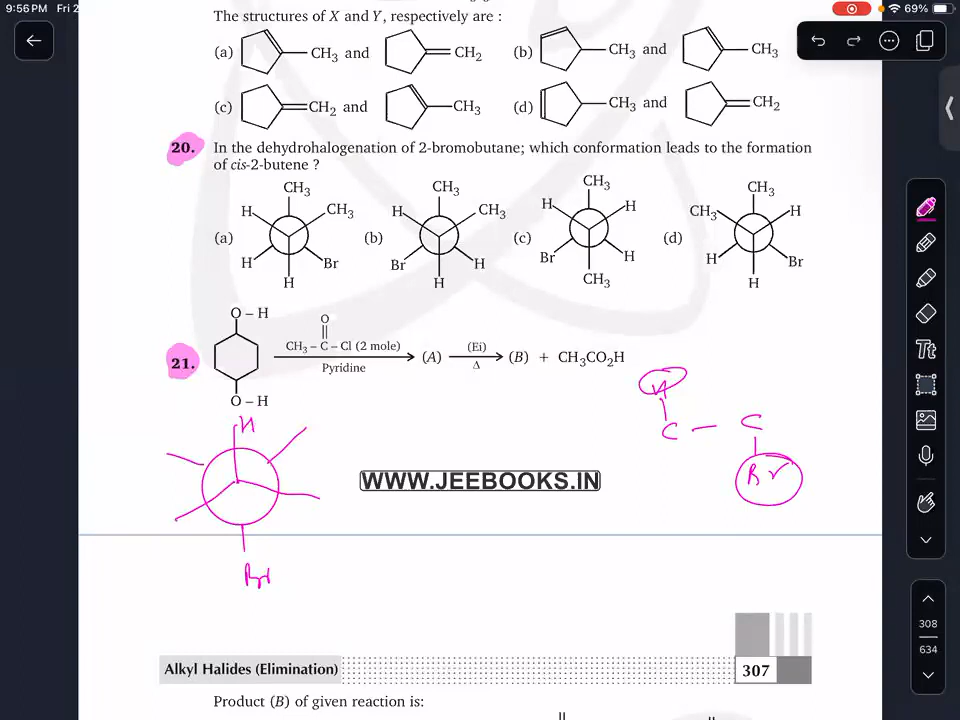 9:56 PM Fri 2
69%
The structures of X and Y, respectively are :
(a) CH3 and CH2 (b) CH3 and CH3
(c) CH2 and CH3 (d) CH3 and CH2
20. In the dehydrohalogenation of 2-bromobutane; which conformation leads to the formation
of cis-2-butene ?
CH3 CH3 CH3 CH3
H CH3 H CH3 H H CH3 H
(a) (b) (c) (d)
H Br Br H Br H H Br
H H CH3 H
O – H
O
CH3 – C – Cl (2 mole) (Ei)
21. (A) (B) + CH3CO2H
Pyridine Δ
O – H
H
H
C – C
Br
WWW.JEEBOOKS.IN
Br
308
634
Alkyl Halides (Elimination) 307
Product (B) of given reaction is:
Tt